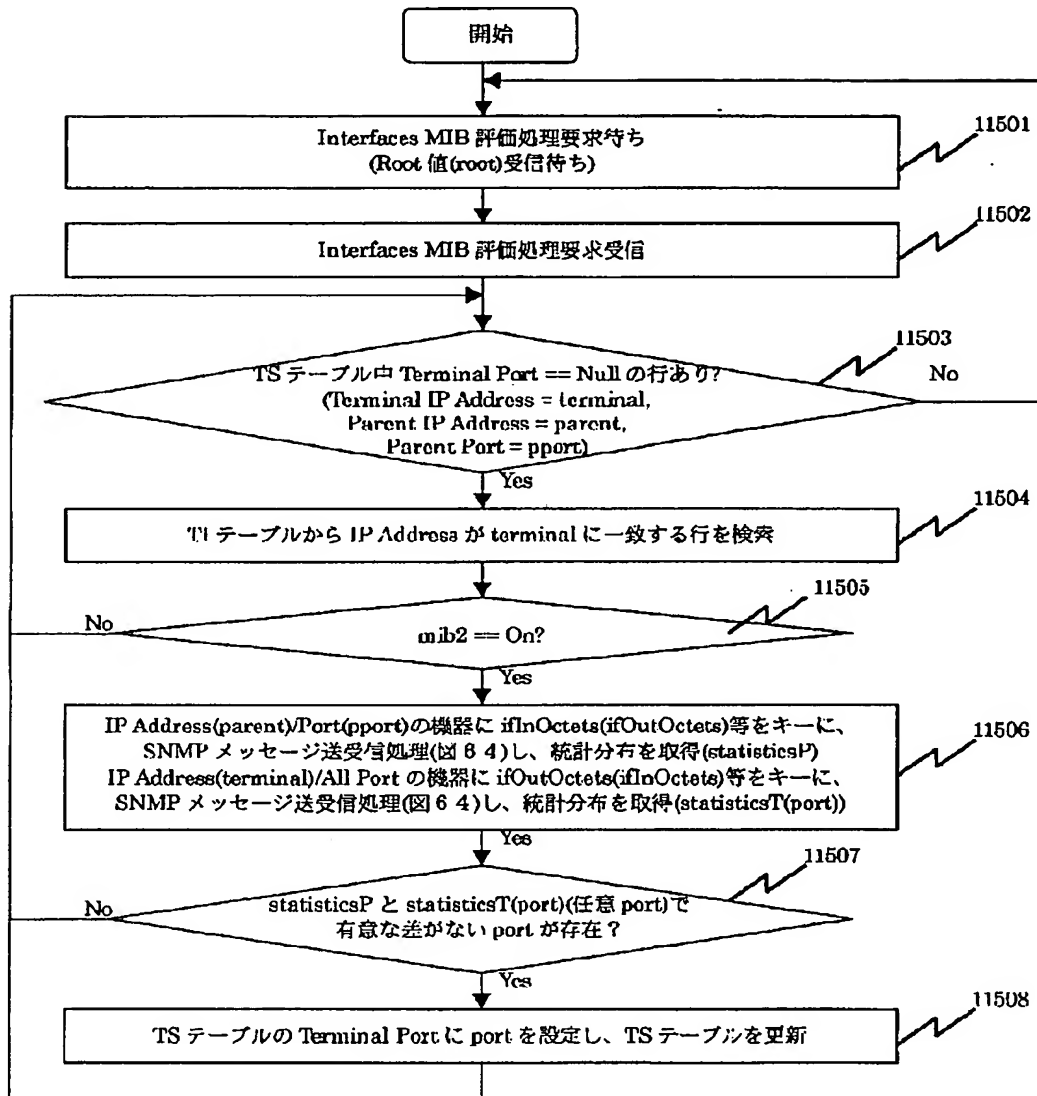 開始
Interfaces MIB 評価処理要求待ち
(Root 値(root)受信待ち)
11501
Interfaces MIB 評価処理要求受信
11502
TS テーブル中 Terminal Port == Null の行あり?
(Terminal IP Address = terminal,
Parent IP Address = parent,
Parent Port = pport)
11503
No
Yes
TI テーブルから IP Address が terminal に一致する行を検索
11504
mib2 == On?
11505
No
Yes
IP Address(parent)/Port(pport)の機器に ifInOctets(ifOutOctets)等をキーに、
SNMP メッセージ送受信処理(図64)し、統計分布を取得(statisticsP)
IP Address(terminal)/All Port の機器に ifOutOctets(ifInOctets)等をキーに、
SNMP メッセージ送受信処理(図64)し、統計分布を取得(statisticsT(port))
11506
Yes
statisticsP と statisticsT(port)(任意 port)で
有意な差がない port が存在?
11507
No
Yes
TS テーブルの Terminal Port に port を設定し、TS テーブルを更新
11508